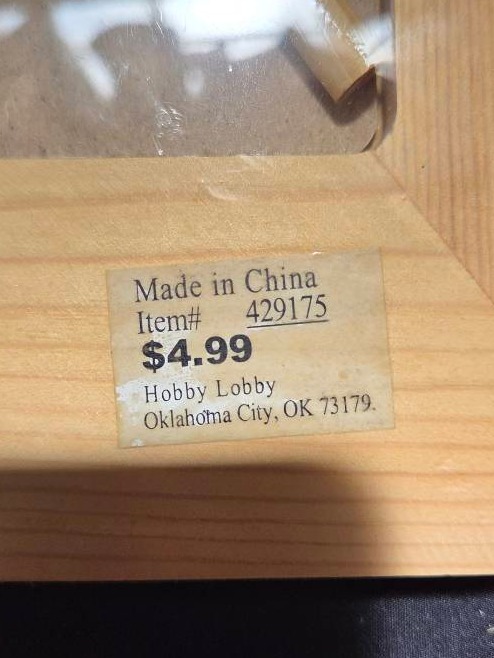 Made in China
Item# 429175
$4.99
Hobby Lobby
Oklahoma City, OK 73179.